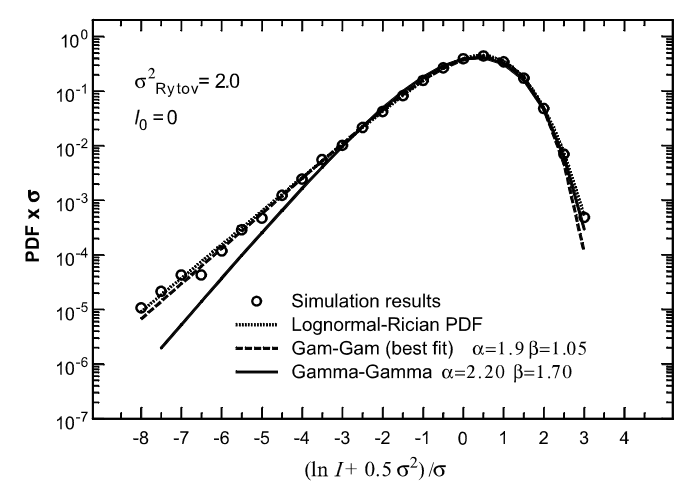 10⁰
10⁻¹
10⁻²
10⁻³
10⁻⁴
10⁻⁵
10⁻⁶
10⁻⁷
PDF x σ
σ²Rytov = 2.0
l₀ = 0
Simulation results
Lognormal-Rician PDF
Gam-Gam (best fit) α=1.9 β=1.05
Gamma-Gamma α=2.20 β=1.70
-8 -7 -6 -5 -4 -3 -2 -1 0 1 2 3 4
(ln I + 0.5 σ²)/σ